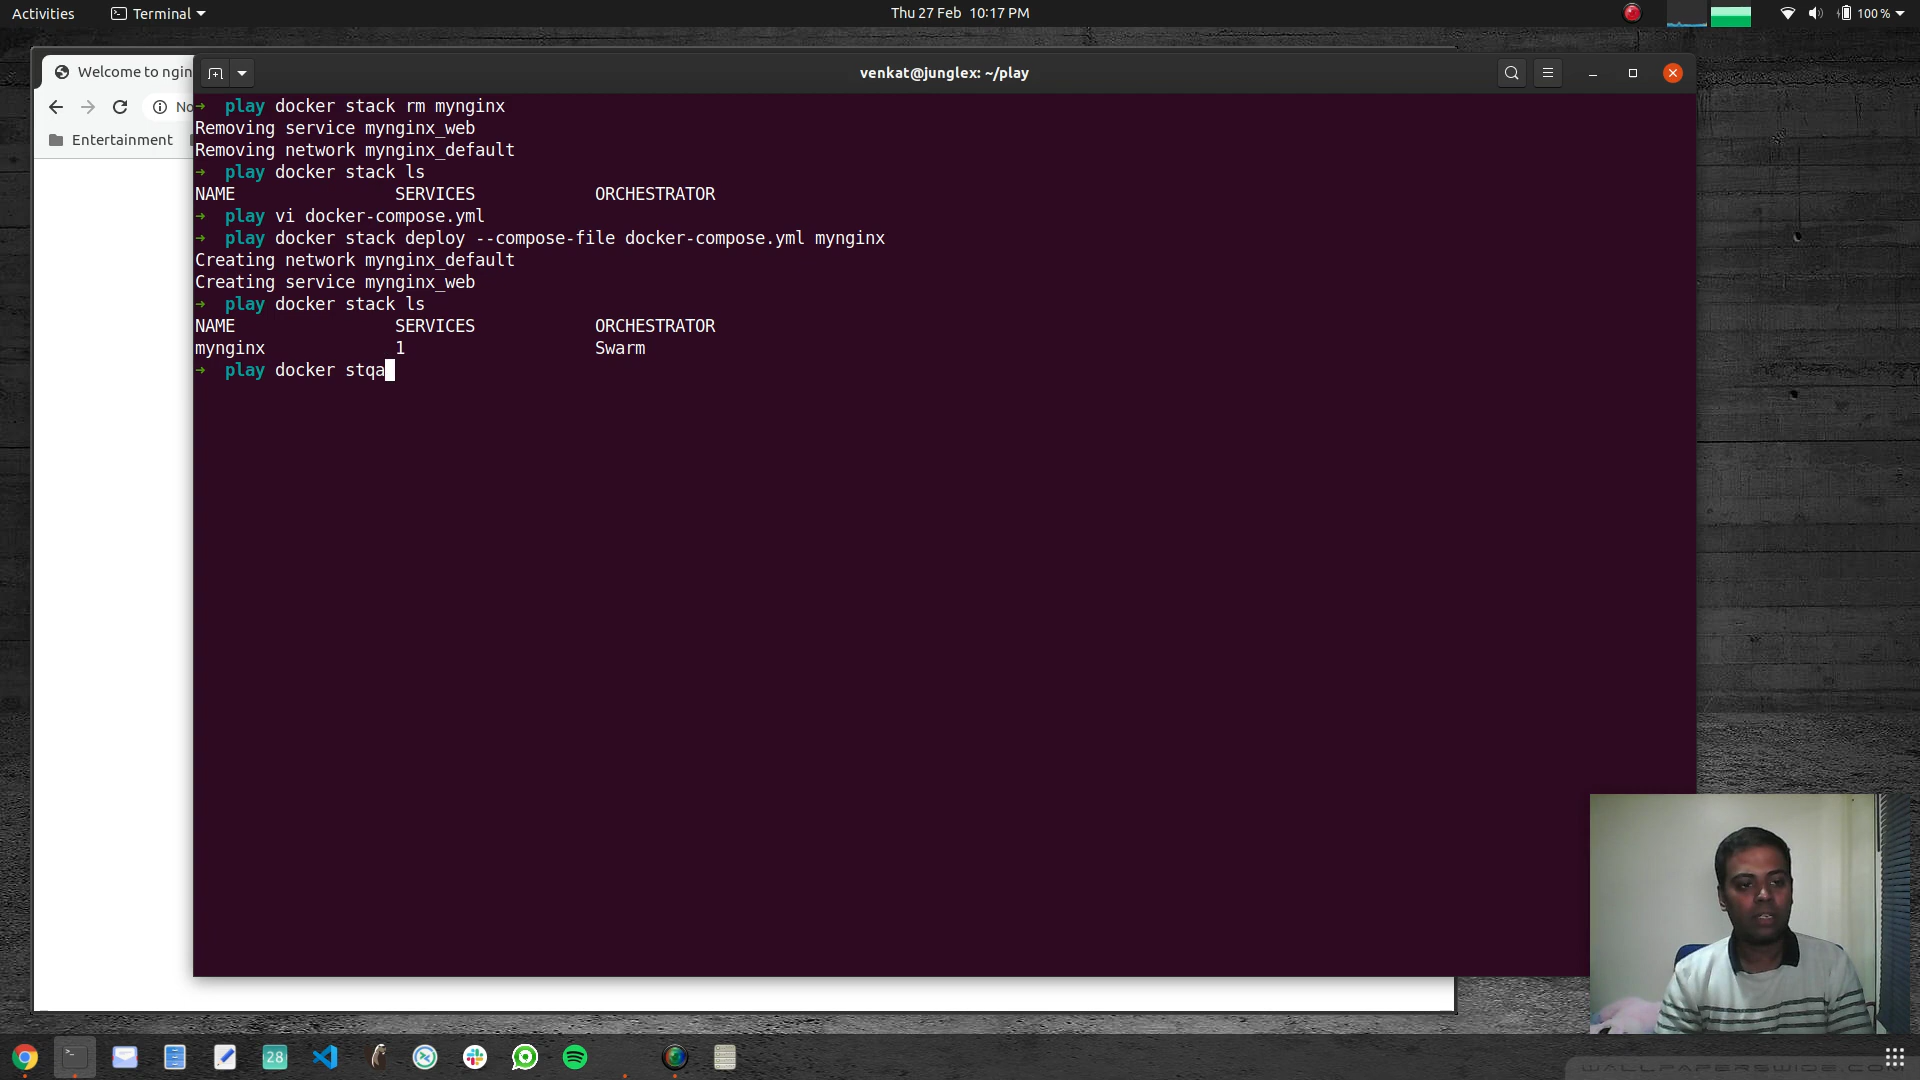 Activities Terminal Thu 27 Feb 10:17 PM 100 %
Welcome to ngin
venkat@junglex: ~/play
No
Entertainment
➜ play docker stack rm mynginx
Removing service mynginx_web
Removing network mynginx_default
➜ play docker stack ls
NAME SERVICES ORCHESTRATOR
➜ play vi docker-compose.yml
➜ play docker stack deploy --compose-file docker-compose.yml mynginx
Creating network mynginx_default
Creating service mynginx_web
➜ play docker stack ls
NAME SERVICES ORCHESTRATOR
mynginx 1 Swarm
➜ play docker stqa
28
WALLPAPERSWIDE.COM